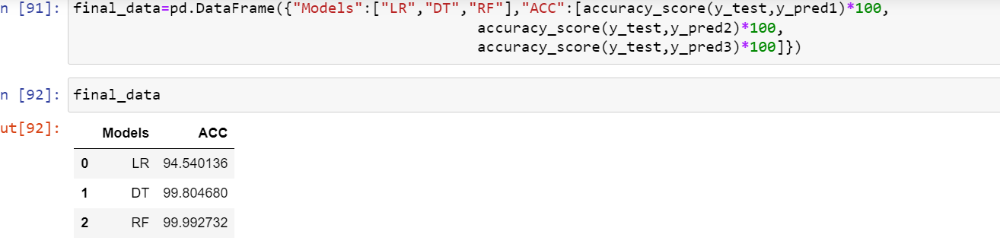 n [91]: final_data=pd.DataFrame({"Models":["LR","DT","RF"],"ACC":[accuracy_score(y_test,y_pred1)*100,
accuracy_score(y_test,y_pred2)*100,
accuracy_score(y_test,y_pred3)*100]})
n [92]: final_data
ut[92]:
Models ACC
0 LR 94.540136
1 DT 99.804680
2 RF 99.992732